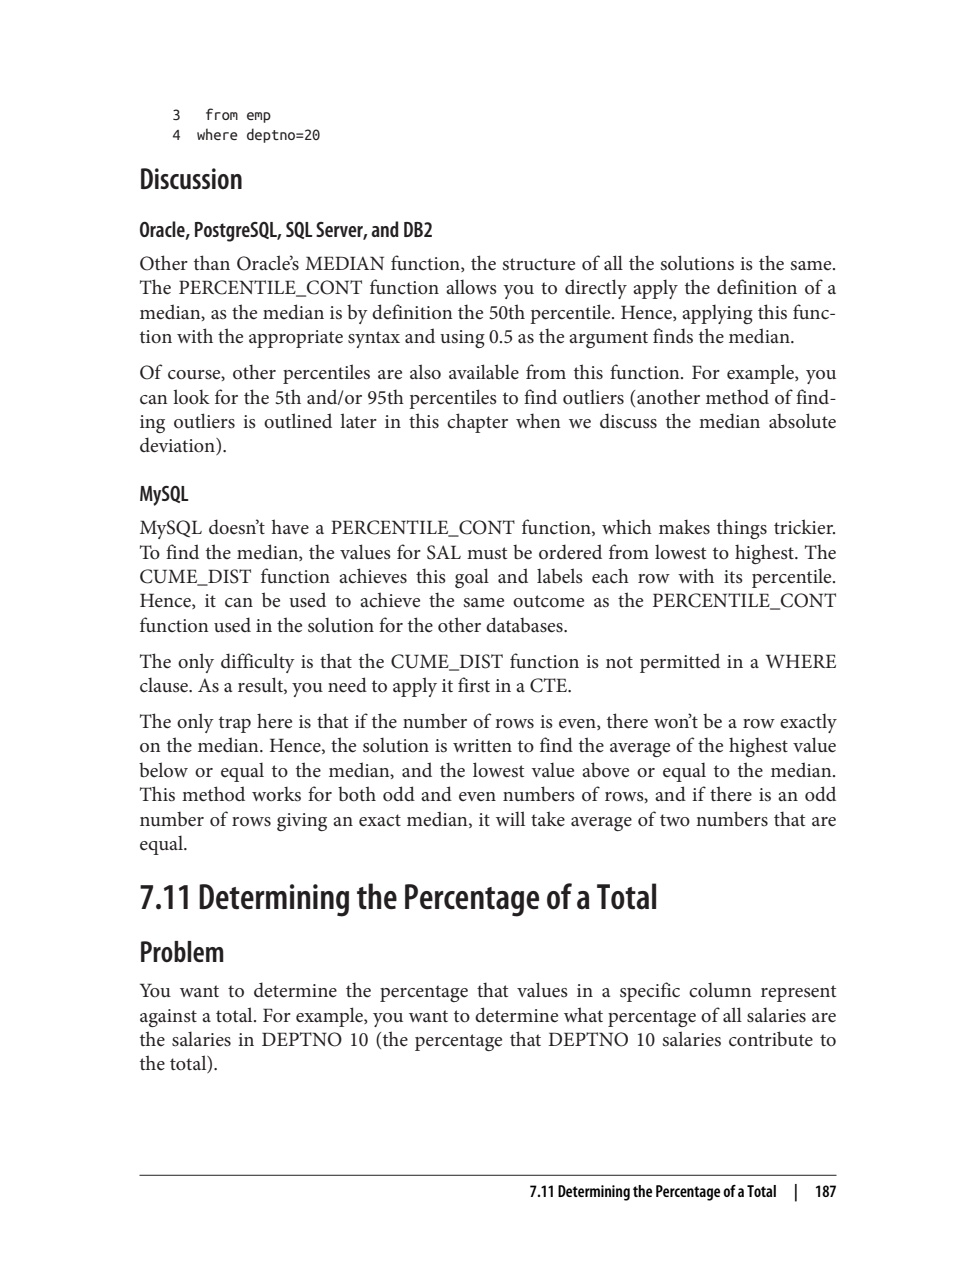 3   from emp
4  where deptno=20
Discussion
Oracle, PostgreSQL, SQL Server, and DB2
Other than Oracle’s MEDIAN function, the structure of all the solutions is the same.
The PERCENTILE_CONT function allows you to directly apply the definition of a
median, as the median is by definition the 50th percentile. Hence, applying this func-
tion with the appropriate syntax and using 0.5 as the argument finds the median.
Of course, other percentiles are also available from this function. For example, you
can look for the 5th and/or 95th percentiles to find outliers (another method of find-
ing outliers is outlined later in this chapter when we discuss the median absolute
deviation).
MySQL
MySQL doesn’t have a PERCENTILE_CONT function, which makes things trickier.
To find the median, the values for SAL must be ordered from lowest to highest. The
CUME_DIST function achieves this goal and labels each row with its percentile.
Hence, it can be used to achieve the same outcome as the PERCENTILE_CONT
function used in the solution for the other databases.
The only difficulty is that the CUME_DIST function is not permitted in a WHERE
clause. As a result, you need to apply it first in a CTE.
The only trap here is that if the number of rows is even, there won’t be a row exactly
on the median. Hence, the solution is written to find the average of the highest value
below or equal to the median, and the lowest value above or equal to the median.
This method works for both odd and even numbers of rows, and if there is an odd
number of rows giving an exact median, it will take average of two numbers that are
equal.
7.11 Determining the Percentage of a Total
Problem
You want to determine the percentage that values in a specific column represent
against a total. For example, you want to determine what percentage of all salaries are
the salaries in DEPTNO 10 (the percentage that DEPTNO 10 salaries contribute to
the total).
7.11 Determining the Percentage of a Total | 187